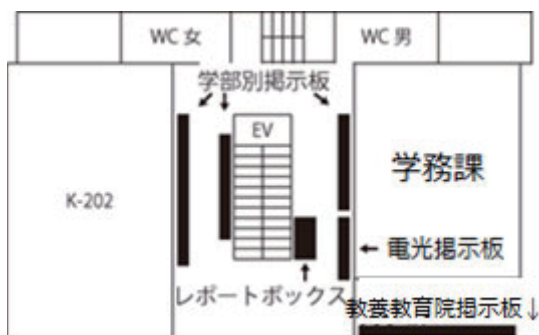 WC 女
WC 男
学部別掲示板
EV
学務課
K-202
← 電光掲示板
レポートボックス
教養教育院掲示板↓